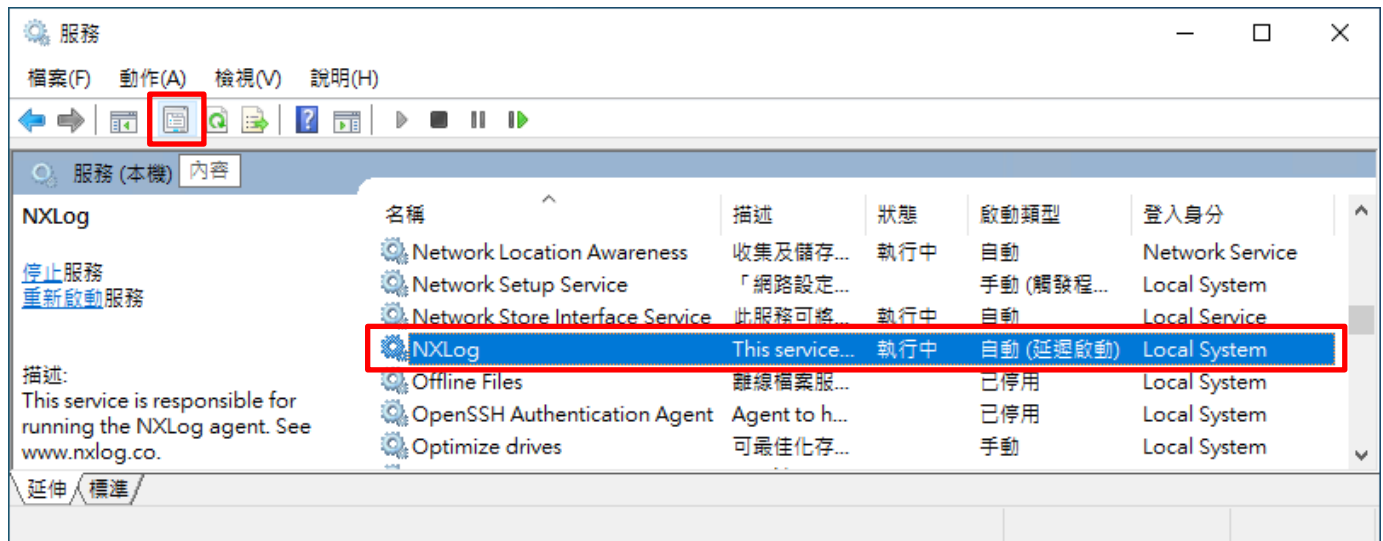 服務
檔案(F) 動作(A) 檢視(V) 說明(H)
服務 (本機) 內容
NXLog
停止服務
重新啟動服務
描述:
This service is responsible for
running the NXLog agent. See
www.nxlog.co.
名稱 描述 狀態 啟動類型 登入身分
Network Location Awareness 收集及儲存... 執行中 自動 Network Service
Network Setup Service 「網路設定... 手動 (觸發程... Local System
Network Store Interface Service 此服務可將... 執行中 自動 Local Service
NXLog This service... 執行中 自動 (延遲啟動) Local System
Offline Files 離線檔案服... 已停用 Local System
OpenSSH Authentication Agent Agent to h... 已停用 Local System
Optimize drives 可最佳化存... 手動 Local System
延伸 標準